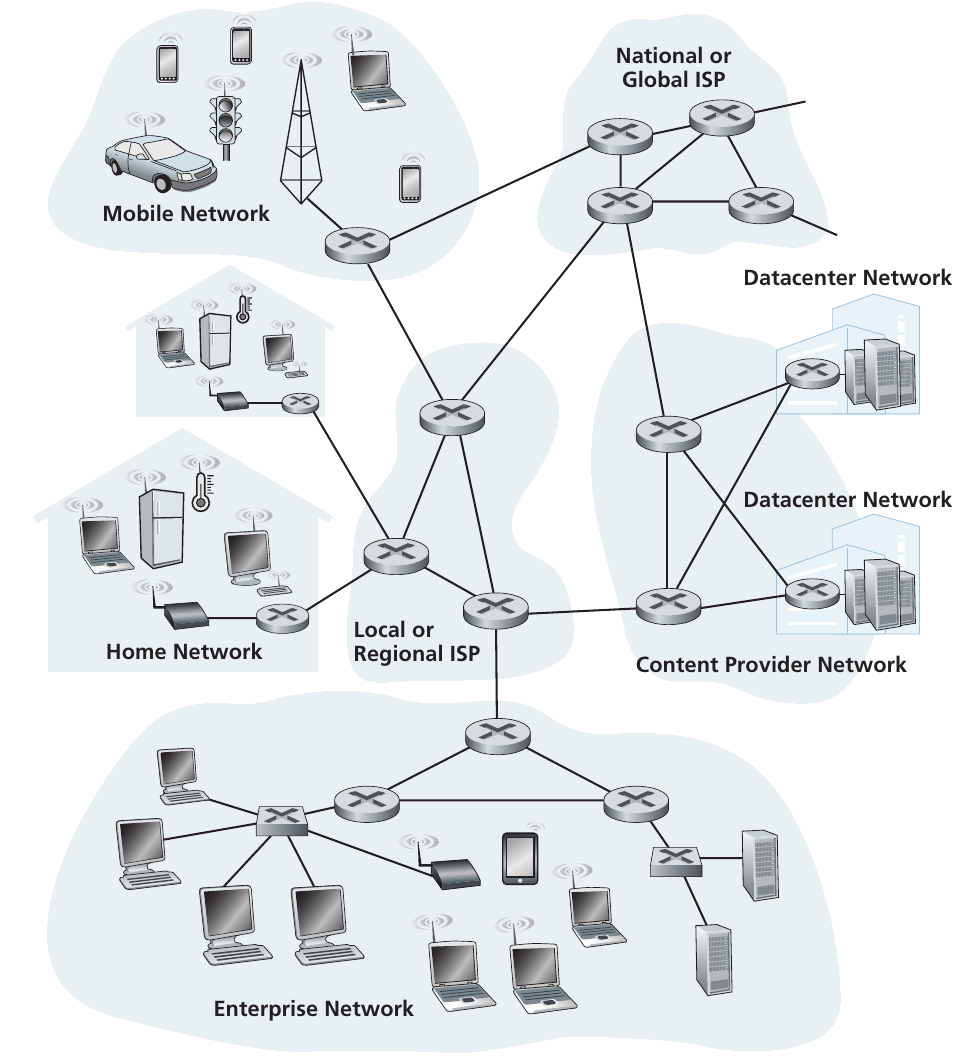 National or
Global ISP
Mobile Network
Datacenter Network
Datacenter Network
Home Network
Local or
Regional ISP
Content Provider Network
Enterprise Network